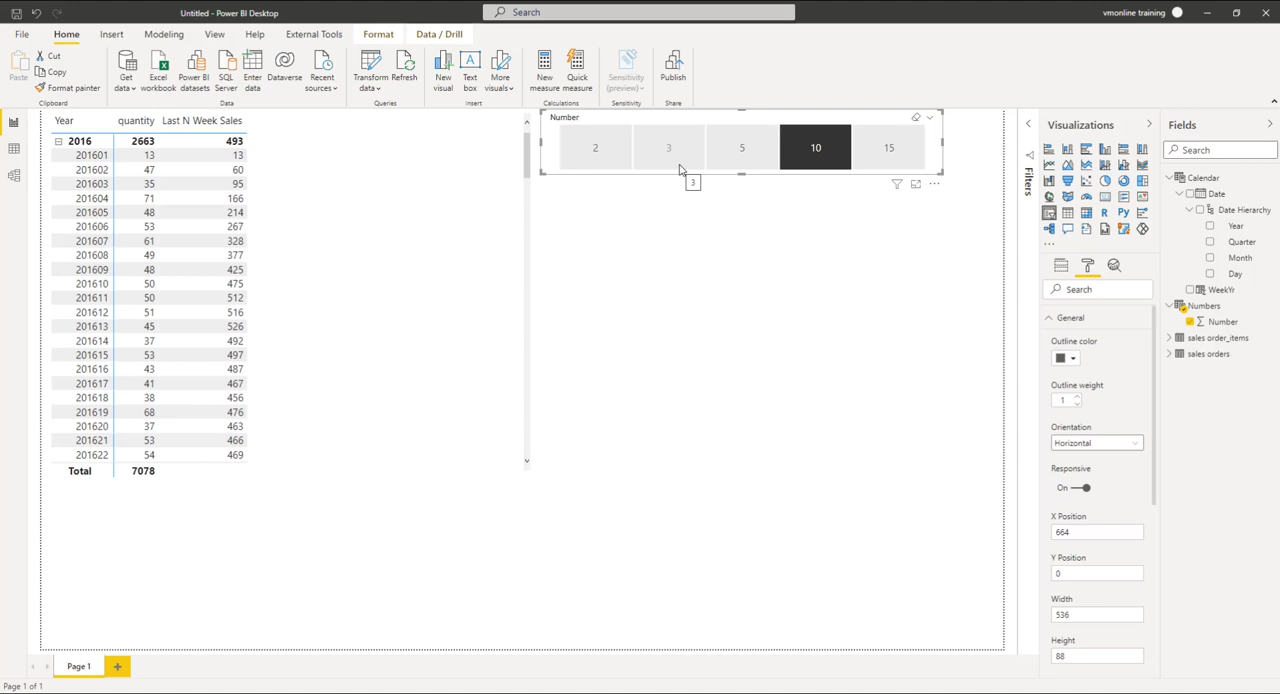 Untitled - Power BI Desktop
Search
vmonline training
File
Home
Insert
Modeling
View
Help
External Tools
Format
Data / Drill
Paste
Cut
Copy
Format painter
Clipboard
Get data
Excel workbook
Power BI datasets
SQL Server
Enter data
Dataverse
Recent sources
Data
Transform data
Refresh
Queries
New visual
Text box
More visuals
Insert
New measure
Quick measure
Calculations
Sensitivity (preview)
Sensitivity
Publish
Share
Year quantity Last N Week Sales
2016 2663 493
201601 13 13
201602 47 60
201603 35 95
201604 71 166
201605 48 214
201606 53 267
201607 61 328
201608 49 377
201609 48 425
201610 50 475
201611 50 512
201612 51 516
201613 45 526
201614 37 492
201615 53 497
201616 43 487
201617 41 467
201618 38 456
201619 68 476
201620 37 463
201621 53 466
201622 54 469
Total 7078
Number
2 3 5 10 15
3
Filters
Visualizations
R
Py
Search
General
Outline color
Outline weight
1
Orientation
Horizontal
Responsive
On
X Position
664
Y Position
0
Width
536
Height
88
Fields
Search
Calendar
Date
Date Hierarchy
Year
Quarter
Month
Day
WeekYr
Numbers
Number
sales order_items
sales orders
Page 1
Page 1 of 1